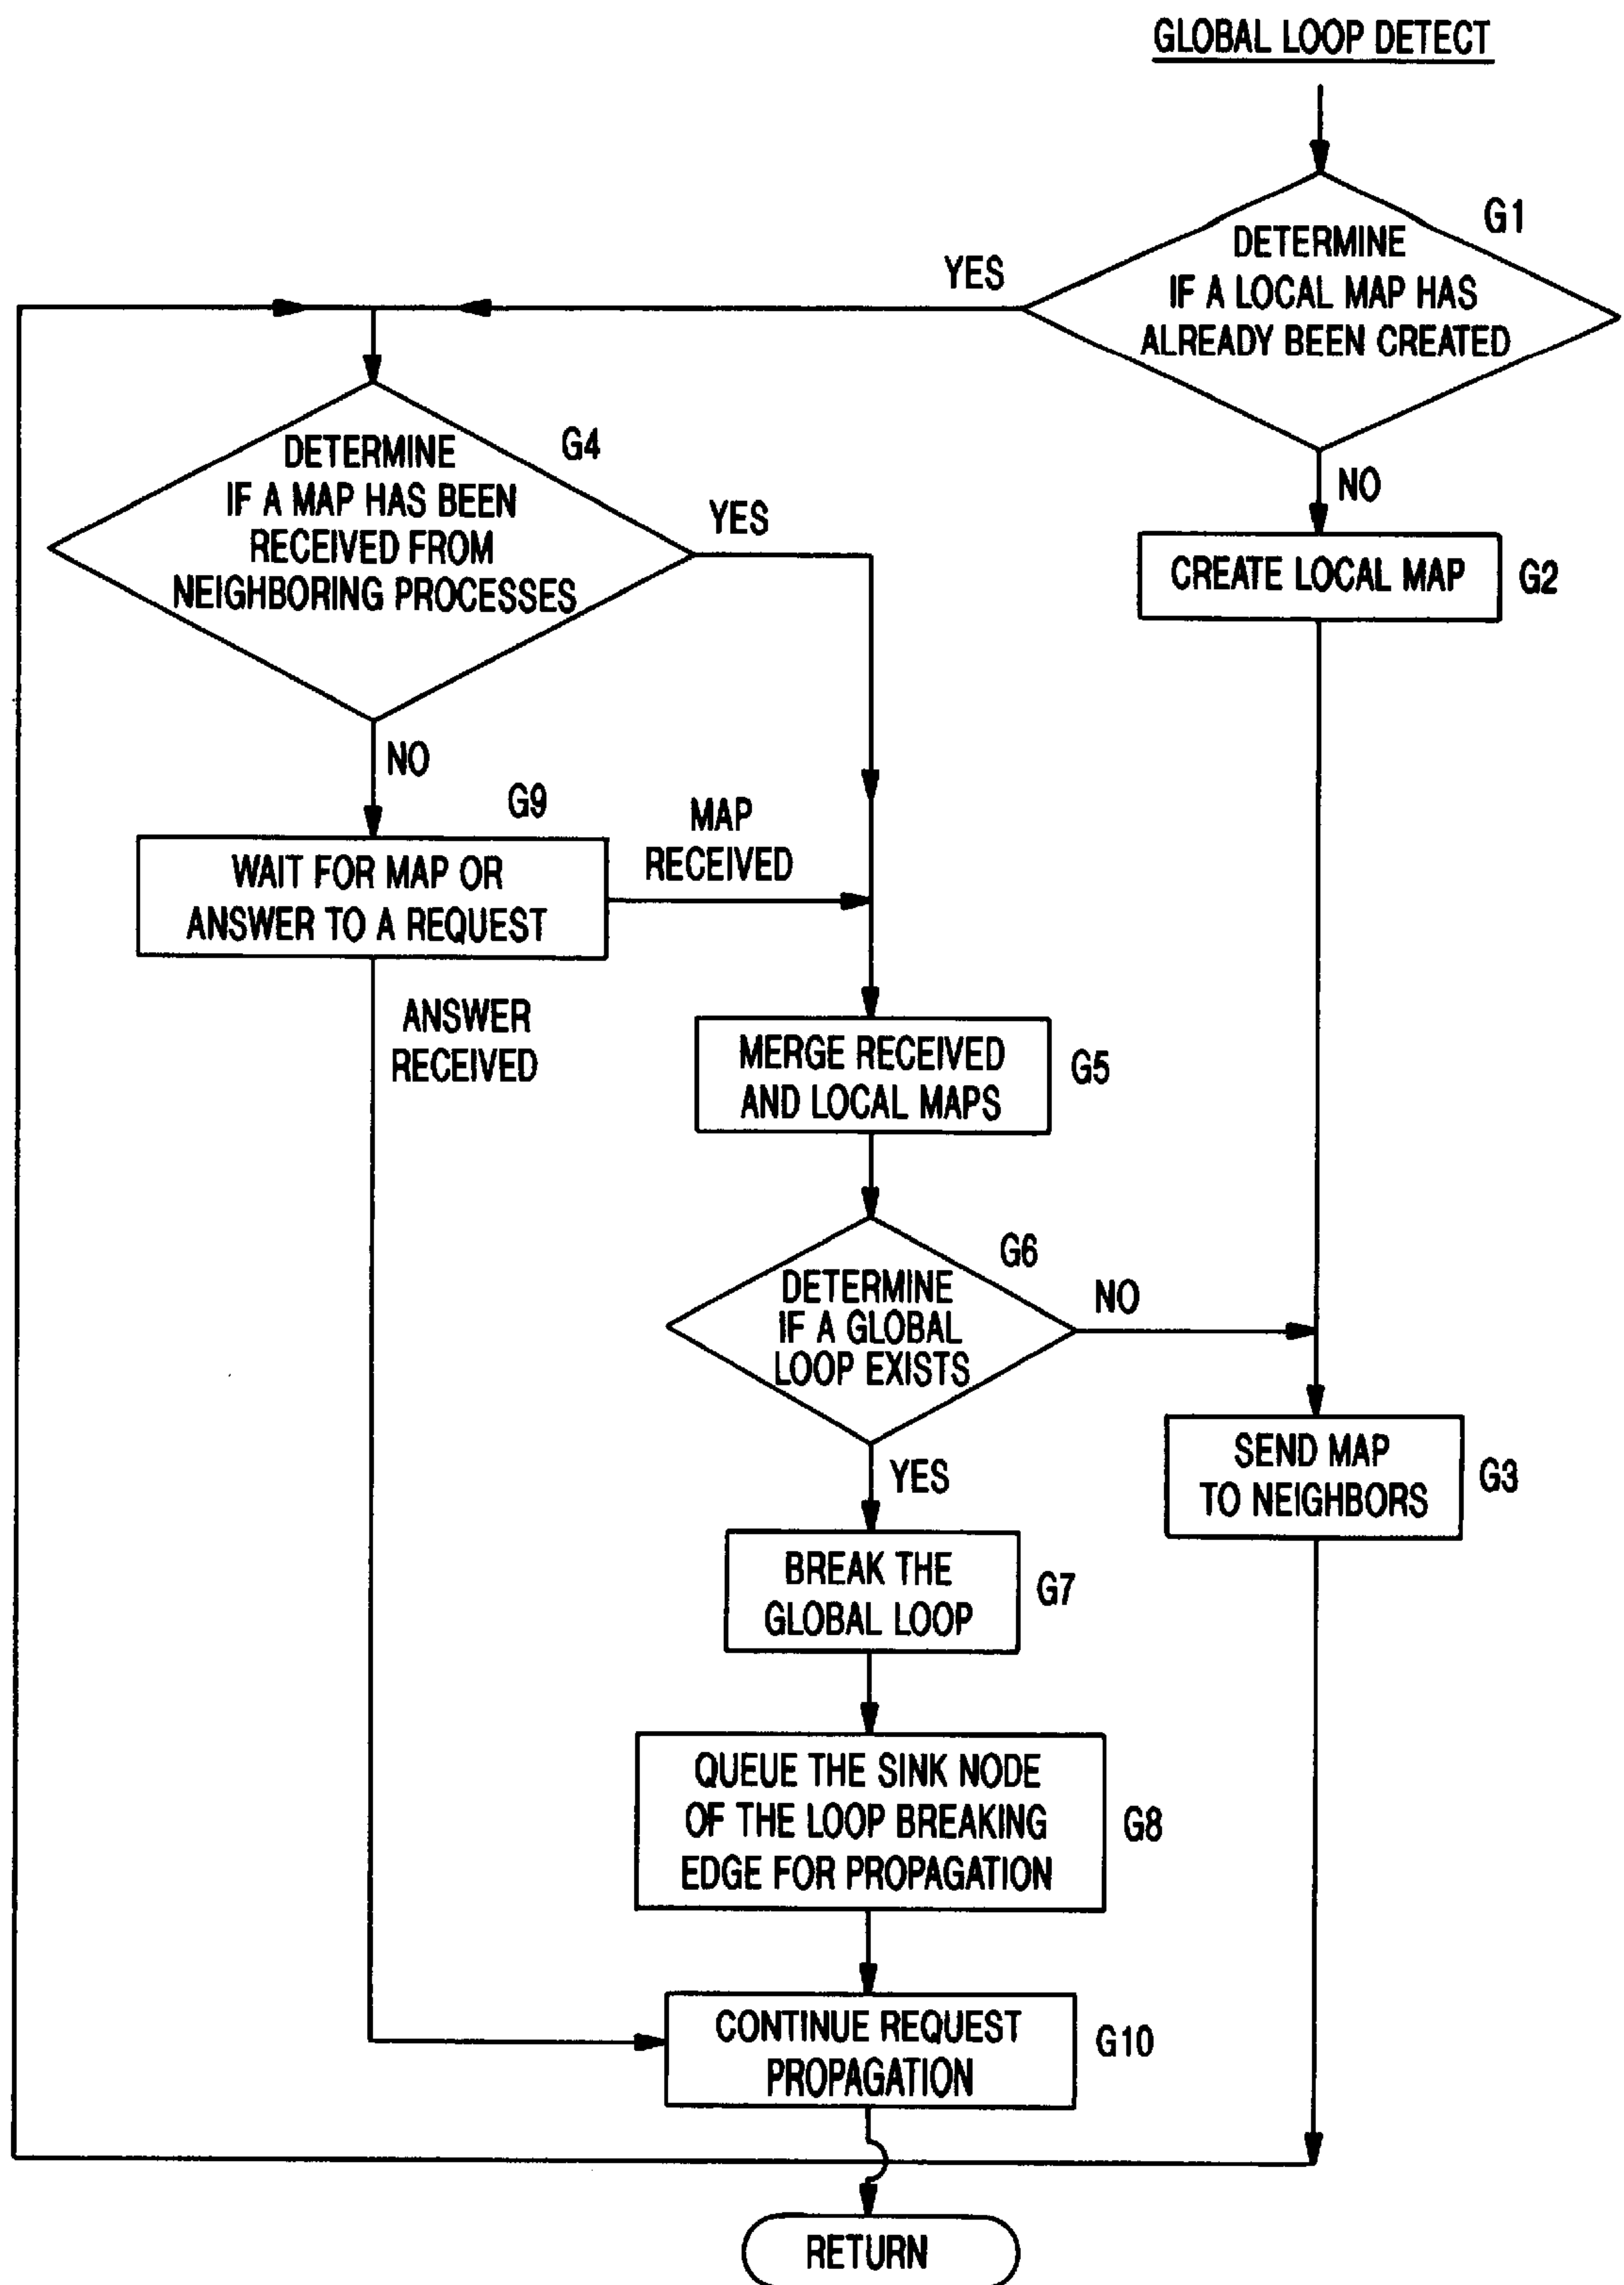 GLOBAL LOOP DETECT
G1
DETERMINE
IF A LOCAL MAP HAS
ALREADY BEEN CREATED
YES
NO
G4
DETERMINE
IF A MAP HAS BEEN
RECEIVED FROM
NEIGHBORING PROCESSES
YES
CREATE LOCAL MAP
G2
NO
G9
WAIT FOR MAP OR
ANSWER TO A REQUEST
MAP
RECEIVED
ANSWER
RECEIVED
MERGE RECEIVED
AND LOCAL MAPS
G5
G6
DETERMINE
IF A GLOBAL
LOOP EXISTS
NO
YES
SEND MAP
TO NEIGHBORS
G3
BREAK THE
GLOBAL LOOP
G7
QUEUE THE SINK NODE
OF THE LOOP BREAKING
EDGE FOR PROPAGATION
G8
CONTINUE REQUEST
PROPAGATION
G10
RETURN